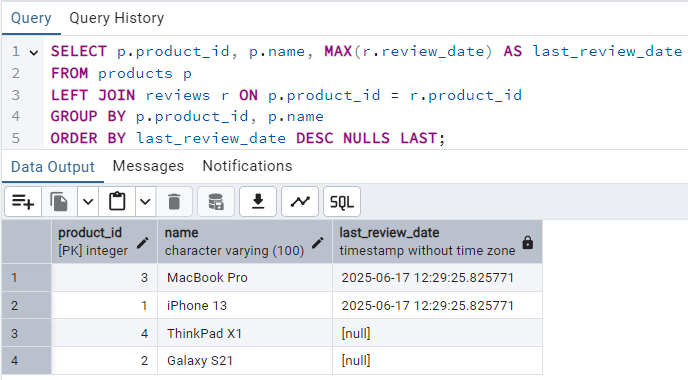 Query Query History
1 SELECT p.product_id, p.name, MAX(r.review_date) AS last_review_date
2 FROM products p
3 LEFT JOIN reviews r ON p.product_id = r.product_id
4 GROUP BY p.product_id, p.name
5 ORDER BY last_review_date DESC NULLS LAST;
Data Output Messages Notifications
SQL
product_id name last_review_date
[PK] integer character varying (100) timestamp without time zone
1 3 MacBook Pro 2025-06-17 12:29:25.825771
2 1 iPhone 13 2025-06-17 12:29:25.825771
3 4 ThinkPad X1 [null]
4 2 Galaxy S21 [null]